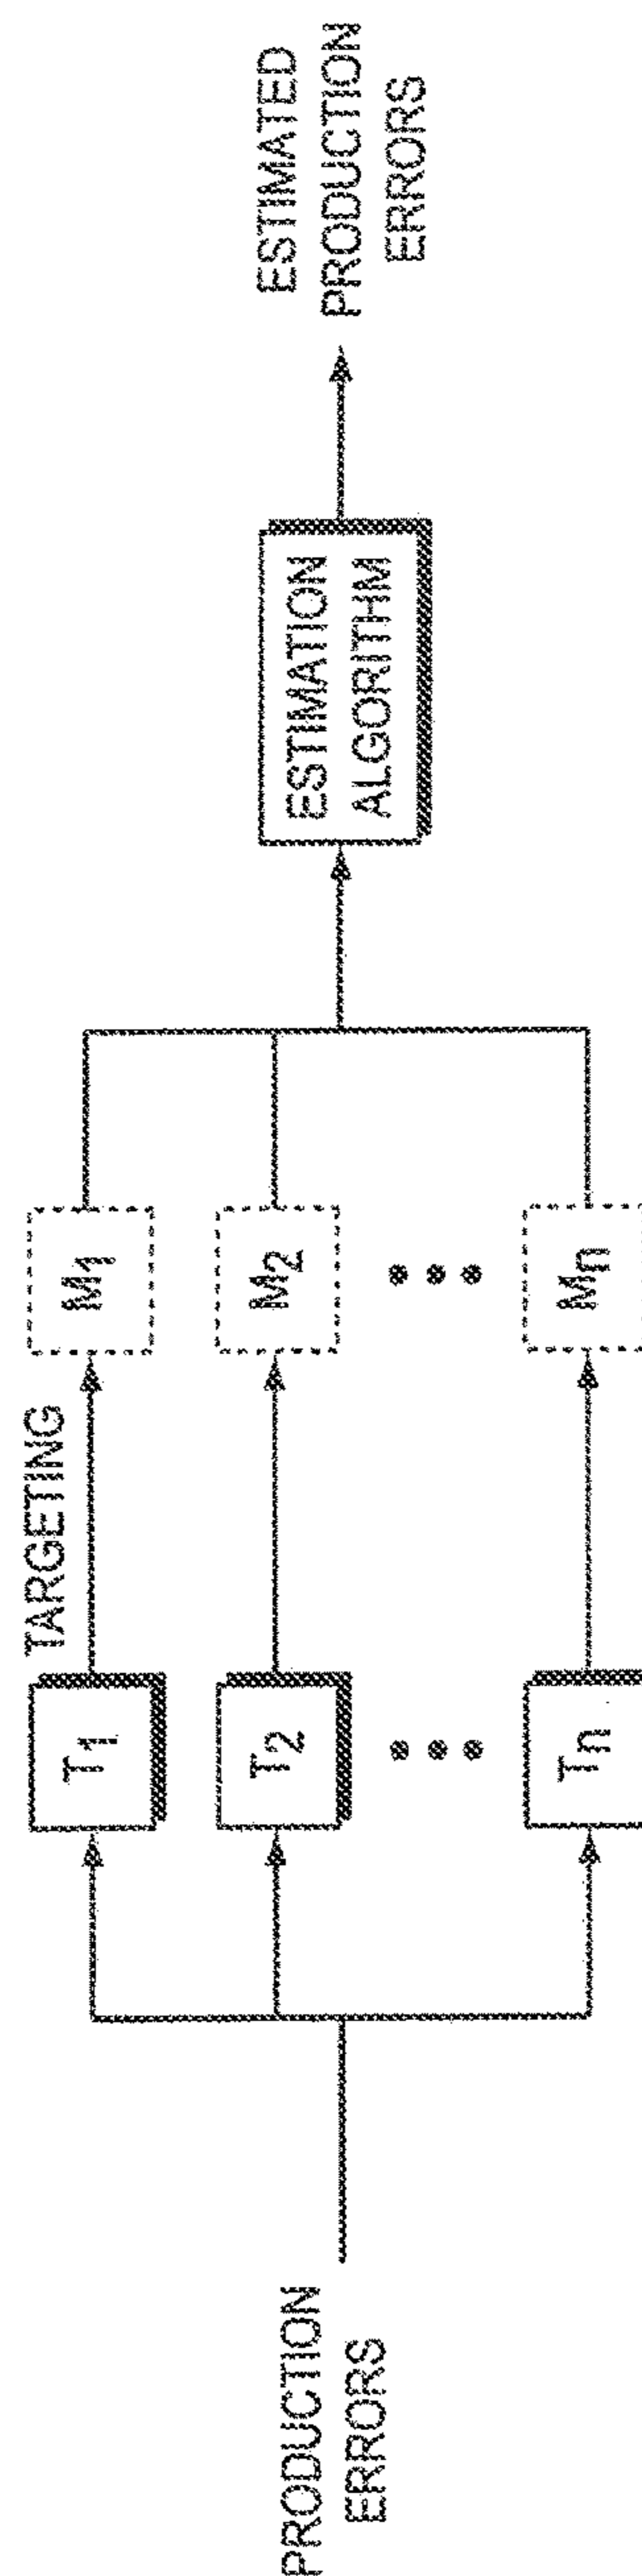 PRODUCTION
ERRORS
T1
T2
Tn
TARGETING
M1
M2
Mn
ESTIMATION
ALGORITHM
ESTIMATED
PRODUCTION
ERRORS